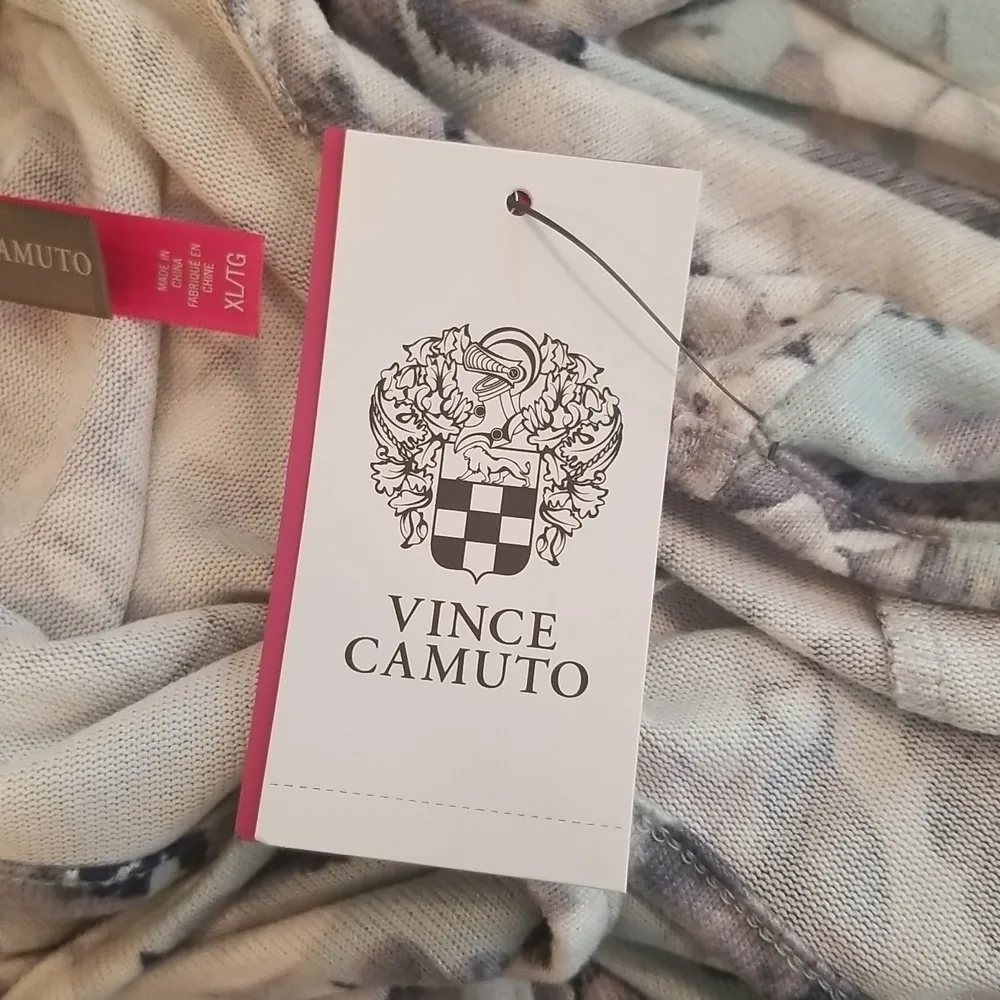 AMUTO
MADE IN
CHINA
FABRIQUÉ EN
CHINE
XL/TG
VINCE
CAMUTO